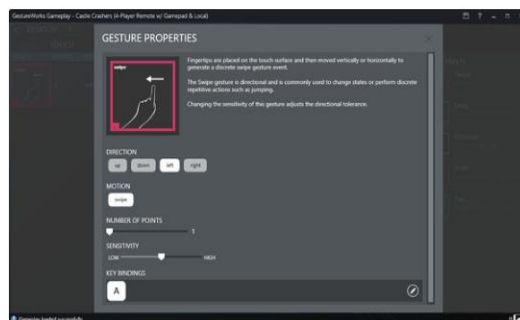 GestureWorks Gameplay - Castle Crashers (4-Player Remote w/ Gamepad & Local)
GESTURE PROPERTIES
swipe
Fingertips are placed on the touch surface and then moved vertically or horizontally to
generate a discrete swipe gesture event.
The Swipe gesture is directional and is commonly used to change states or perform discrete
repetitive actions such as jumping.
Changing the sensitivity of this gesture adjusts the directional tolerance.
DIRECTION
up down left right
MOTION
swipe
NUMBER OF POINTS
1
SENSITIVITY
LOW HIGH
KEY BINDINGS
A
Gameplay loaded successfully